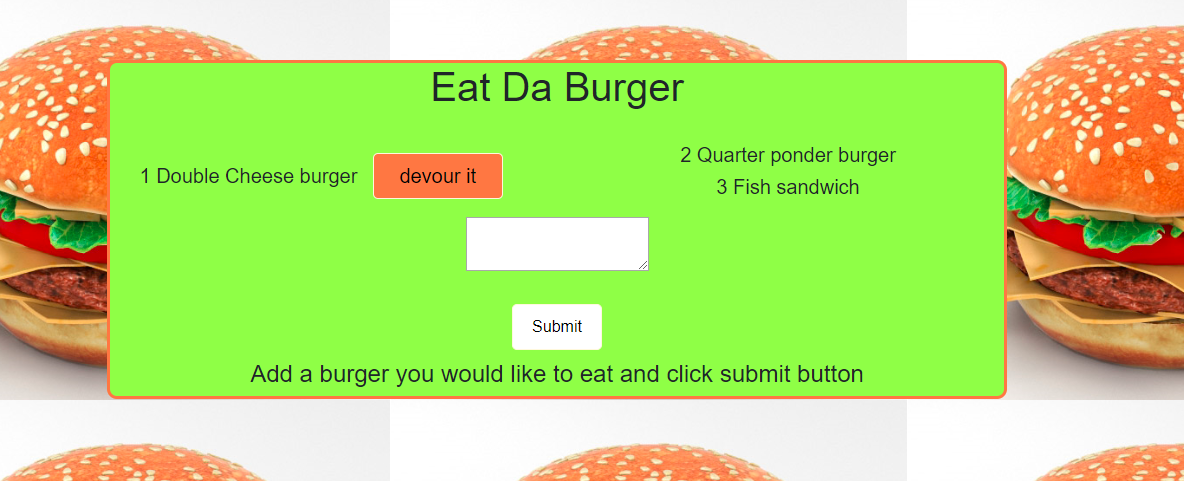 Eat Da Burger
1 Double Cheese burger
devour it
2 Quarter ponder burger
3 Fish sandwich
Submit
Add a burger you would like to eat and click submit button